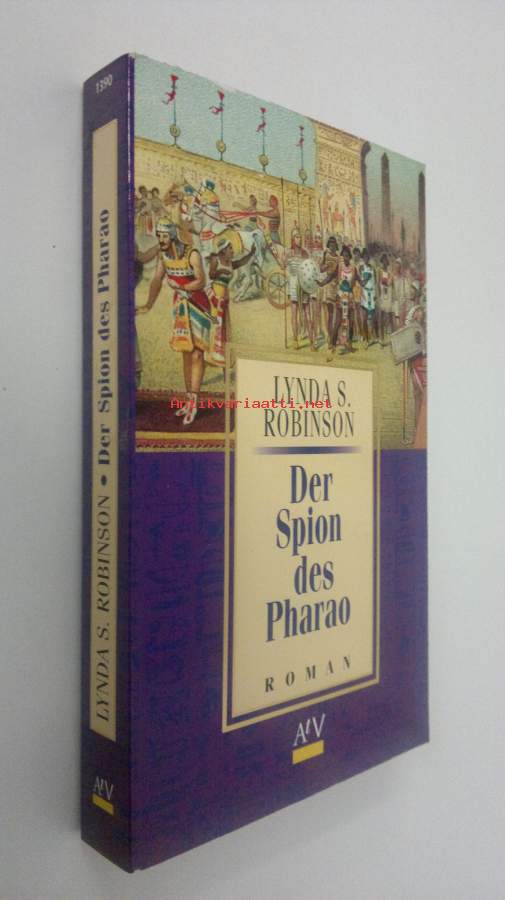 1390
LYNDA S. ROBINSON • Der Spion des Pharao
AtV
LYNDA S.
ROBINSON
Antikvariaatti.net
Der
Spion
des
Pharao
ROMAN
AtV